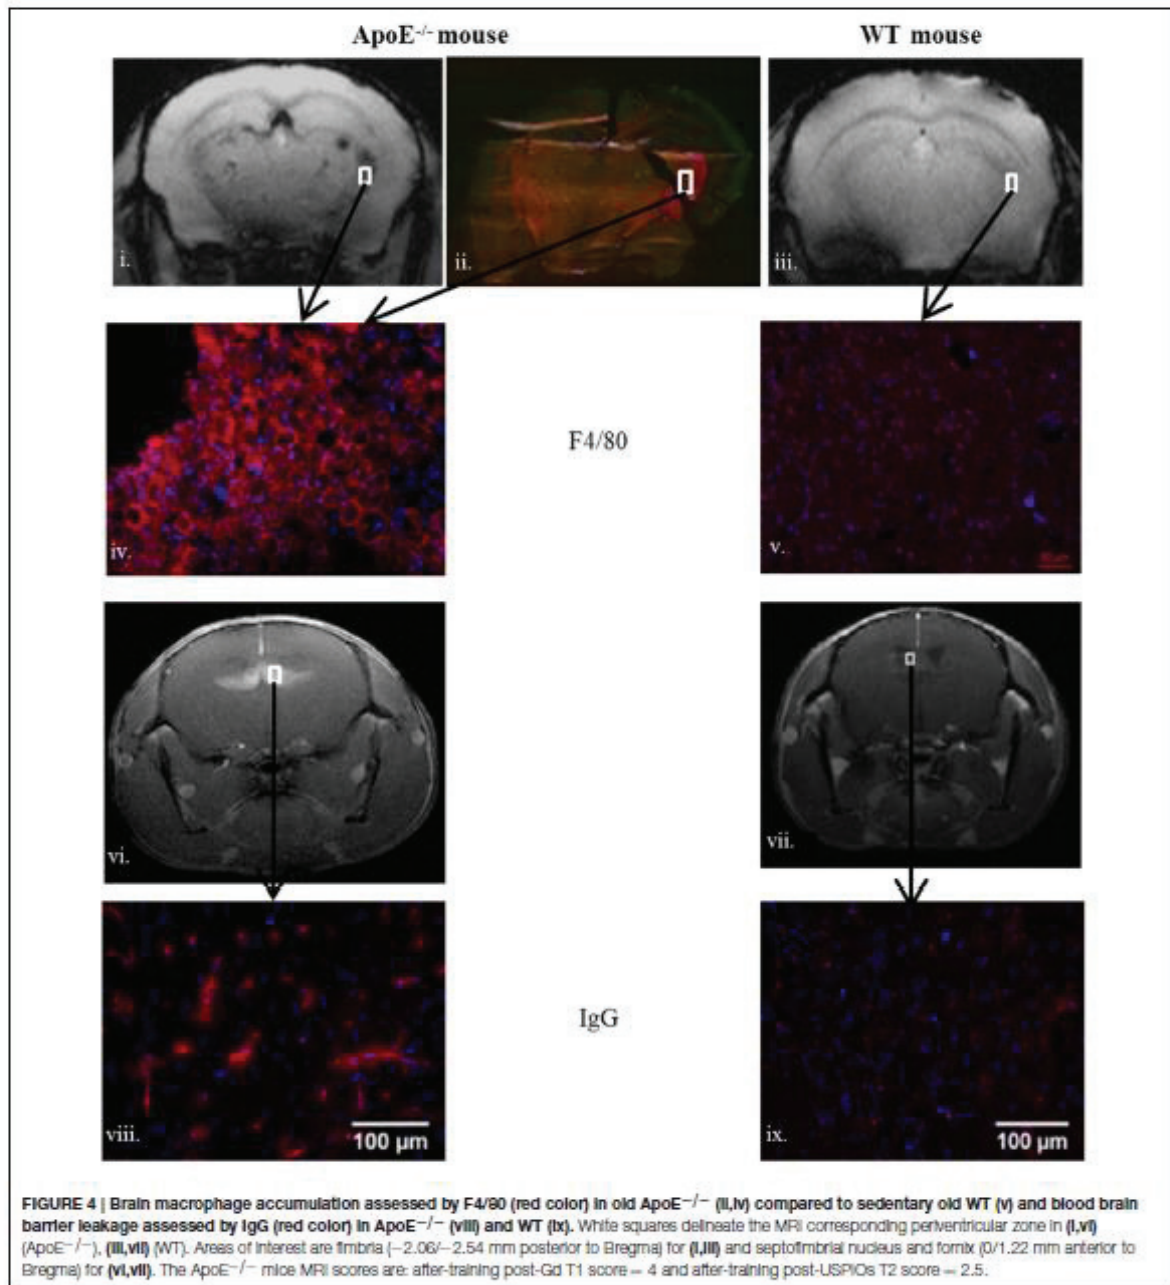 ApoE-/- mouse WT mouse
i. ii. iii.
F4/80
iv. v.
vi. vii.
IgG
viii. 100 µm ix. 100 µm
FIGURE 4 | Brain macrophage accumulation assessed by F4/80 (red color) in old ApoE−/− (ii,iv) compared to sedentary old WT (v) and blood brain
barrier leakage assessed by IgG (red color) in ApoE−/− (viii) and WT (ix). White squares delineate the MRI corresponding periventricular zone in (i,vi)
(ApoE−/−), (iii,vii) (WT). Areas of interest are fimbria (−2.06/−2.54 mm posterior to Bregma) for (i,iii) and septofimbrial nucleus and fornix (0/1.22 mm anterior to
Bregma) for (vi,vii). The ApoE−/− mice MRI scores are: after-training post-Gd T1 score = 4 and after-training post-USPIOs T2 score = 2.5.